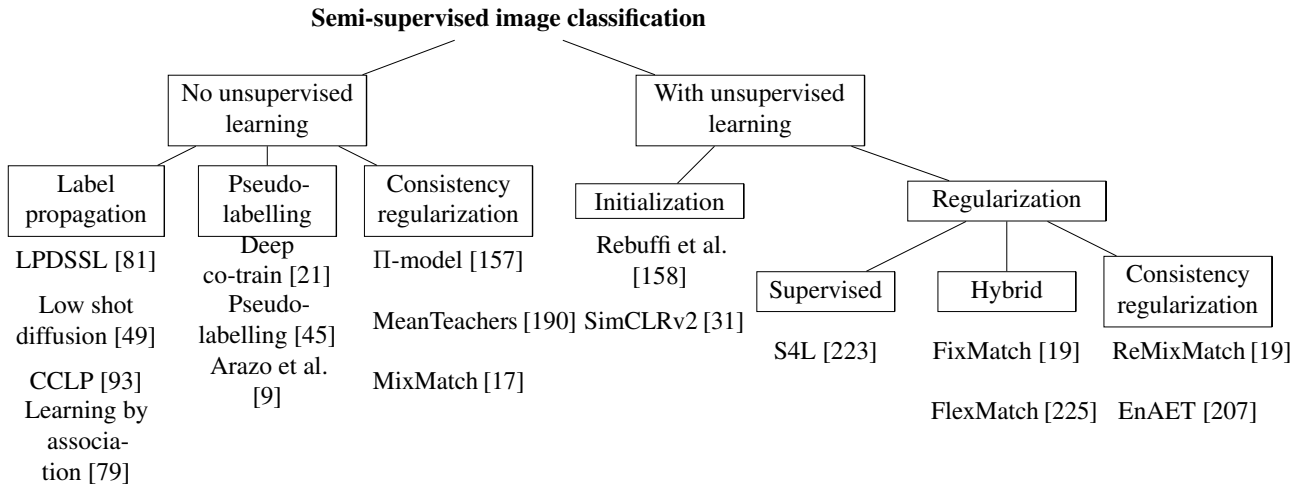 Semi-supervised image classification
No unsupervised
learning
With unsupervised
learning
Label
propagation
Pseudo-
labelling
Consistency
regularization
Initialization
Regularization
LPDSSL [81]
Low shot
diffusion [49]
CCLP [93]
Learning by
associa-
tion [79]
Deep
co-train [21]
Pseudo-
labelling [45]
Arazo et al.
[9]
Π-model [157]
MeanTeachers [190]
MixMatch [17]
Rebuffi et al.
[158]
SimCLRv2 [31]
Supervised
Hybrid
Consistency
regularization
S4L [223]
FixMatch [19]
FlexMatch [225]
ReMixMatch [19]
EnAET [207]